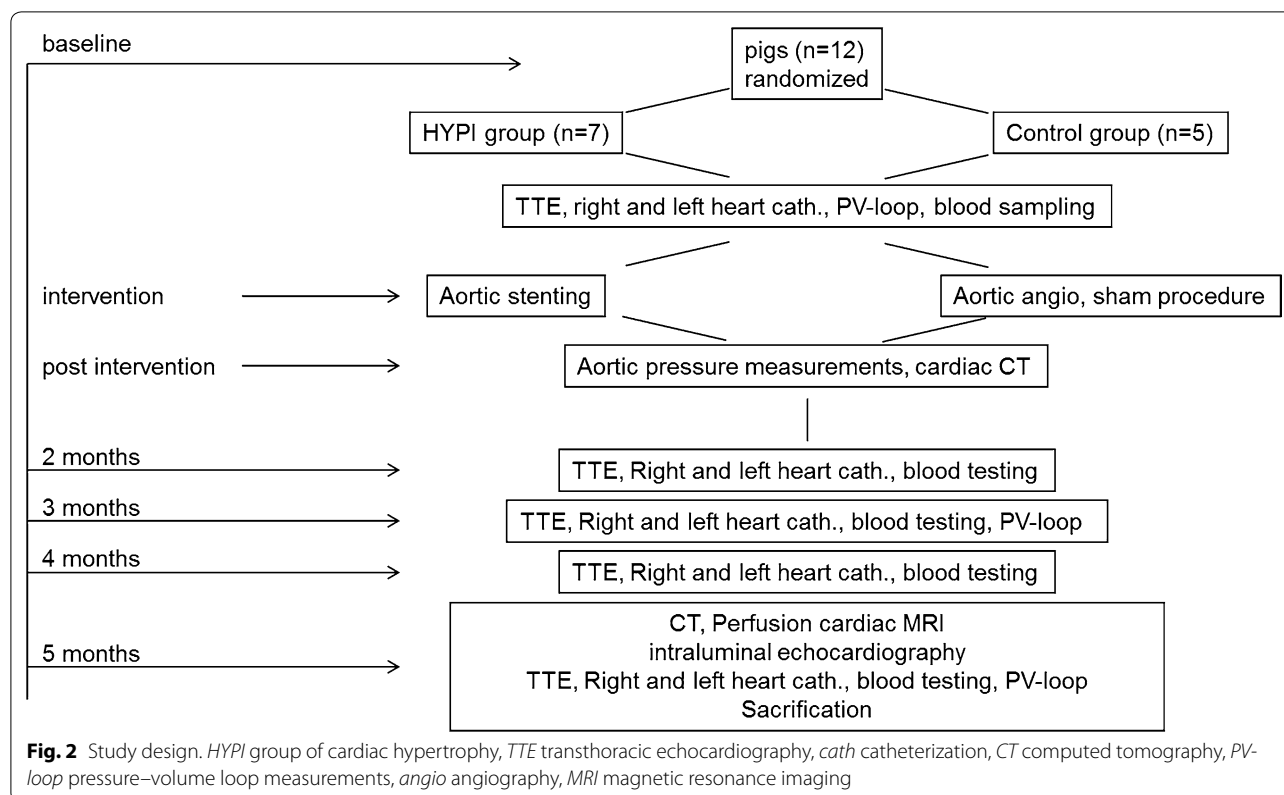 baseline
pigs (n=12)
randomized
HYPI group (n=7)
Control group (n=5)
TTE, right and left heart cath., PV-loop, blood sampling
intervention
Aortic stenting
Aortic angio, sham procedure
post intervention
Aortic pressure measurements, cardiac CT
2 months
TTE, Right and left heart cath., blood testing
3 months
TTE, Right and left heart cath., blood testing, PV-loop
4 months
TTE, Right and left heart cath., blood testing
5 months
CT, Perfusion cardiac MRI
intraluminal echocardiography
TTE, Right and left heart cath., blood testing, PV-loop
Sacrification
Fig. 2 Study design. HYPI group of cardiac hypertrophy, TTE transthoracic echocardiography, cath catheterization, CT computed tomography, PV-
loop pressure–volume loop measurements, angio angiography, MRI magnetic resonance imaging